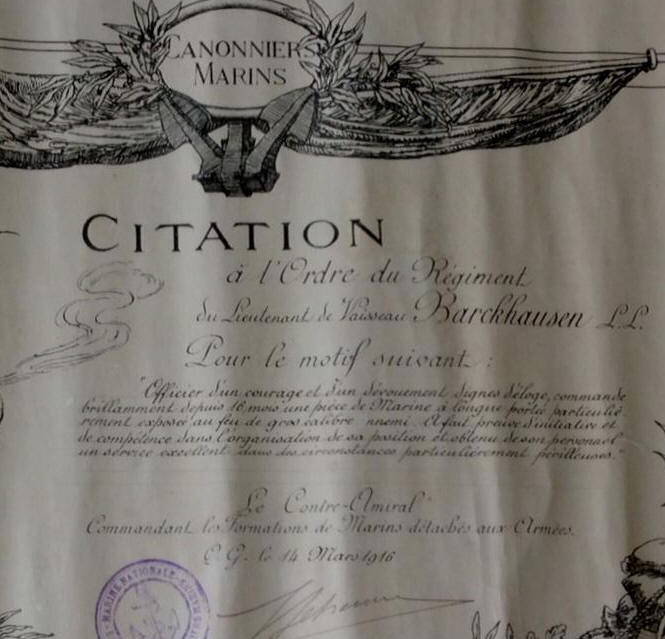 CANONNIERS
MARINS
CITATION
à l'Ordre du Régiment
du Lieutenant de Vaisseau Barckhausen L.L.
Pour le motif suivant :
"Officier d'un courage et d'un dévouement dignes d'éloge, commande
brillamment depuis 16 mois une pièce de Marine à longue portée particuliè
rement exposée au feu de gros calibre nnemi. A fait preuve d'initiative et
de compétence dans l'organisation de sa position et obtenu de son personnel
un service excellent dans des circonstances particulièrement périlleuses."
Le Contre-Amiral
Commandant les Formations de Marins détachés aux Armées.
Q.G. le 14 Mars 1916
MARINE NATIONALE